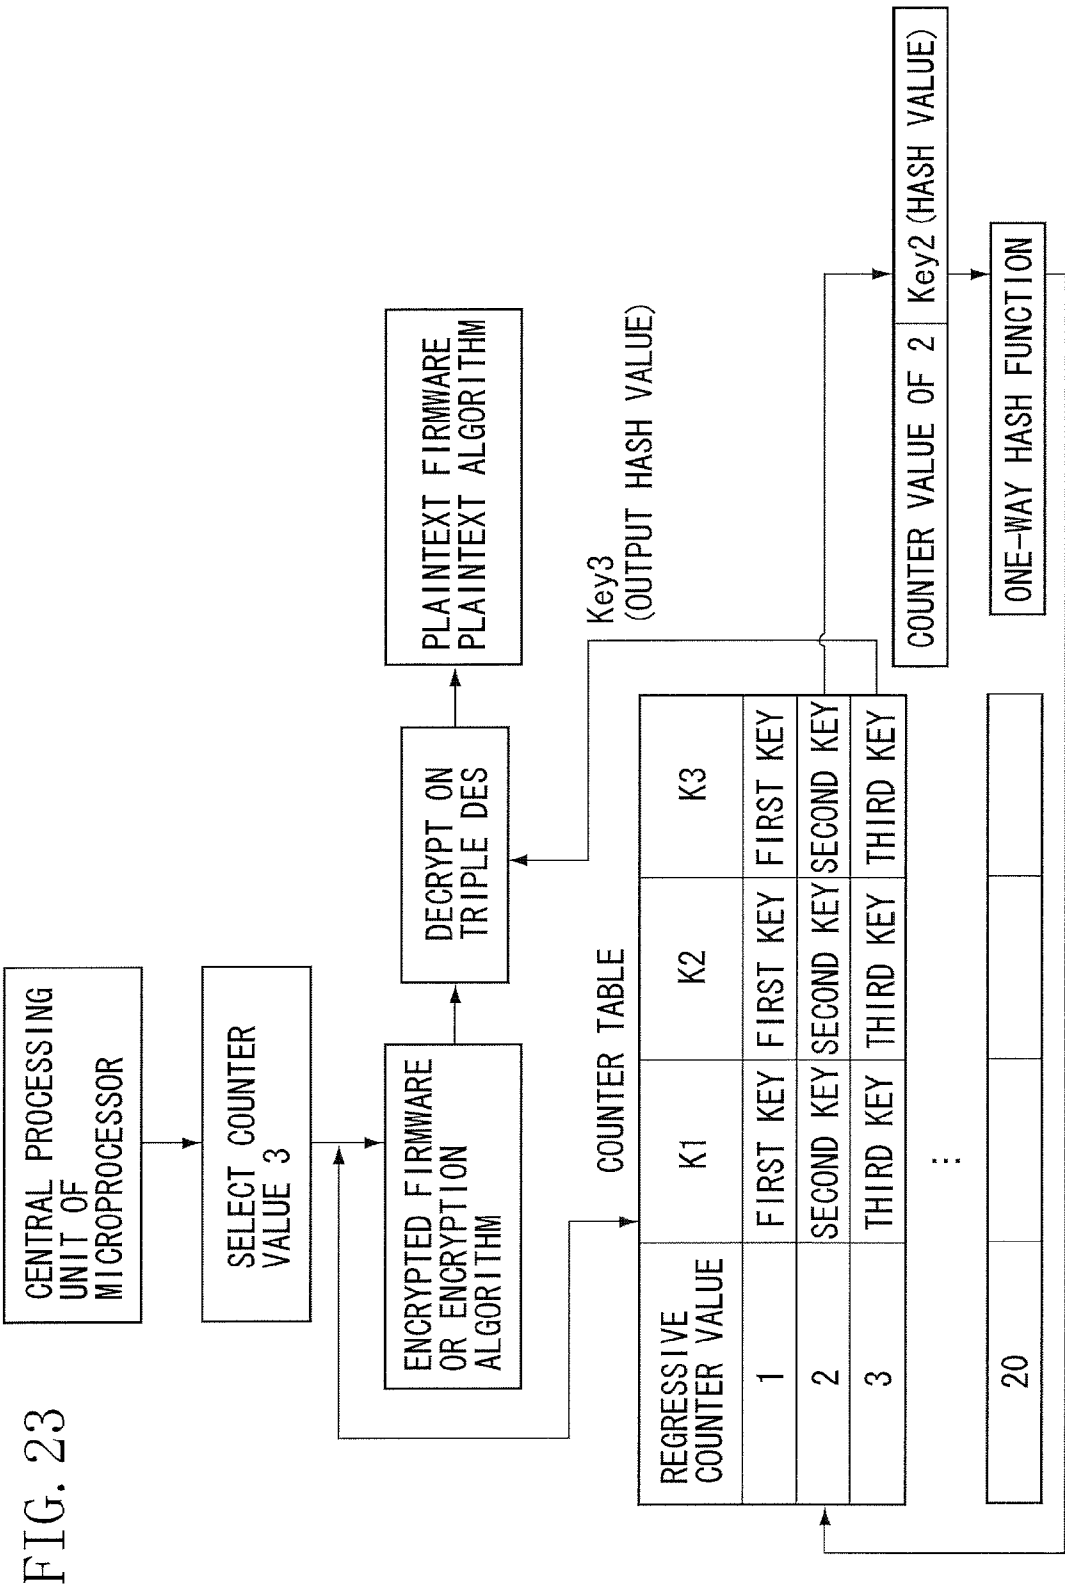 FIG. 23
CENTRAL PROCESSING
UNIT OF
MICROPROCESSOR
SELECT COUNTER
VALUE 3
ENCRYPTED FIRMWARE
OR ENCRYPTION
ALGORITHM
DECRYPT ON
TRIPLE DES
PLAINTEXT FIRMWARE
PLAINTEXT ALGORITHM
Key3
(OUTPUT HASH VALUE)
COUNTER TABLE
REGRESSIVE
COUNTER VALUE
K1
K2
K3
1
FIRST KEY
FIRST KEY
FIRST KEY
2
SECOND KEY
SECOND KEY
SECOND KEY
3
THIRD KEY
THIRD KEY
THIRD KEY
...
20
COUNTER VALUE OF 2
Key2 (HASH VALUE)
ONE-WAY HASH FUNCTION